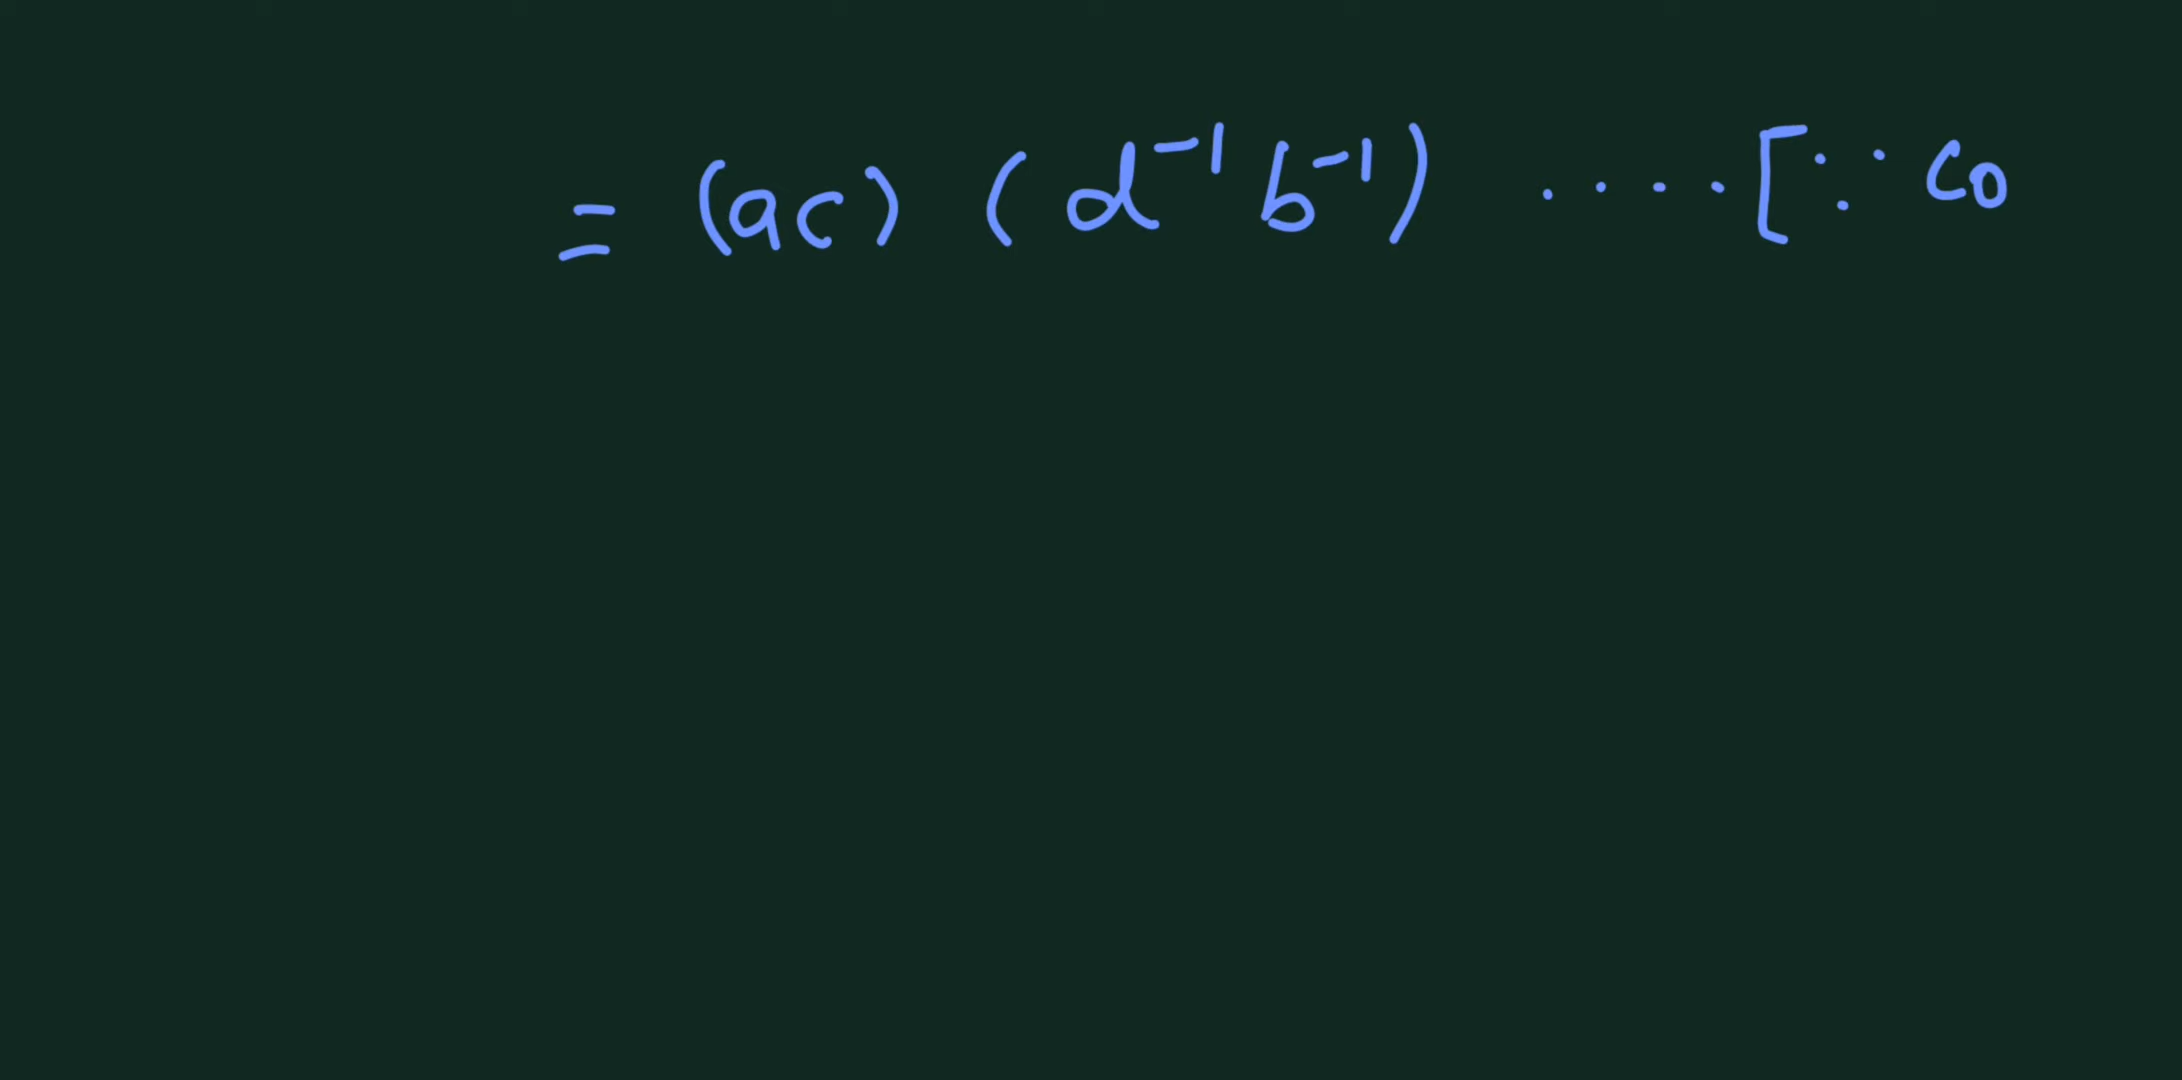 = (ac) (d⁻¹b⁻¹) ....[∵ co